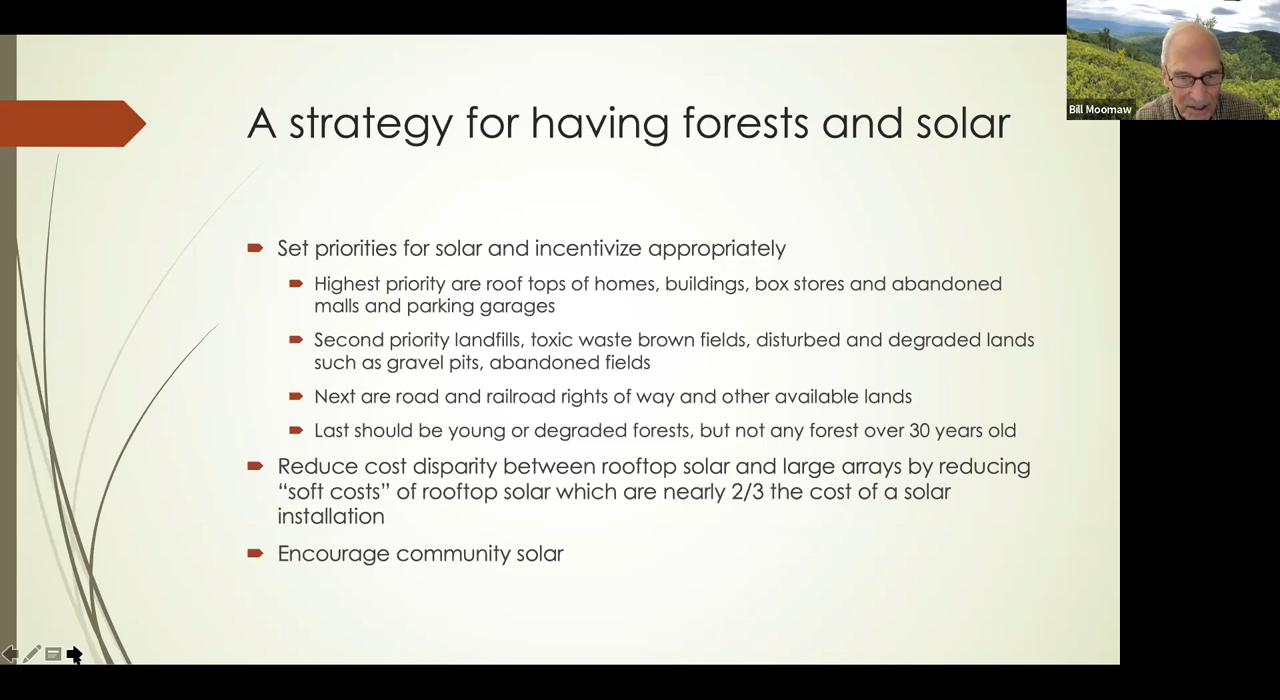 Bill Moomaw
A strategy for having forests and solar
Set priorities for solar and incentivize appropriately
Highest priority are roof tops of homes, buildings, box stores and abandoned
malls and parking garages
Second priority landfills, toxic waste brown fields, disturbed and degraded lands
such as gravel pits, abandoned fields
Next are road and railroad rights of way and other available lands
Last should be young or degraded forests, but not any forest over 30 years old
Reduce cost disparity between rooftop solar and large arrays by reducing
“soft costs” of rooftop solar which are nearly 2/3 the cost of a solar
installation
Encourage community solar